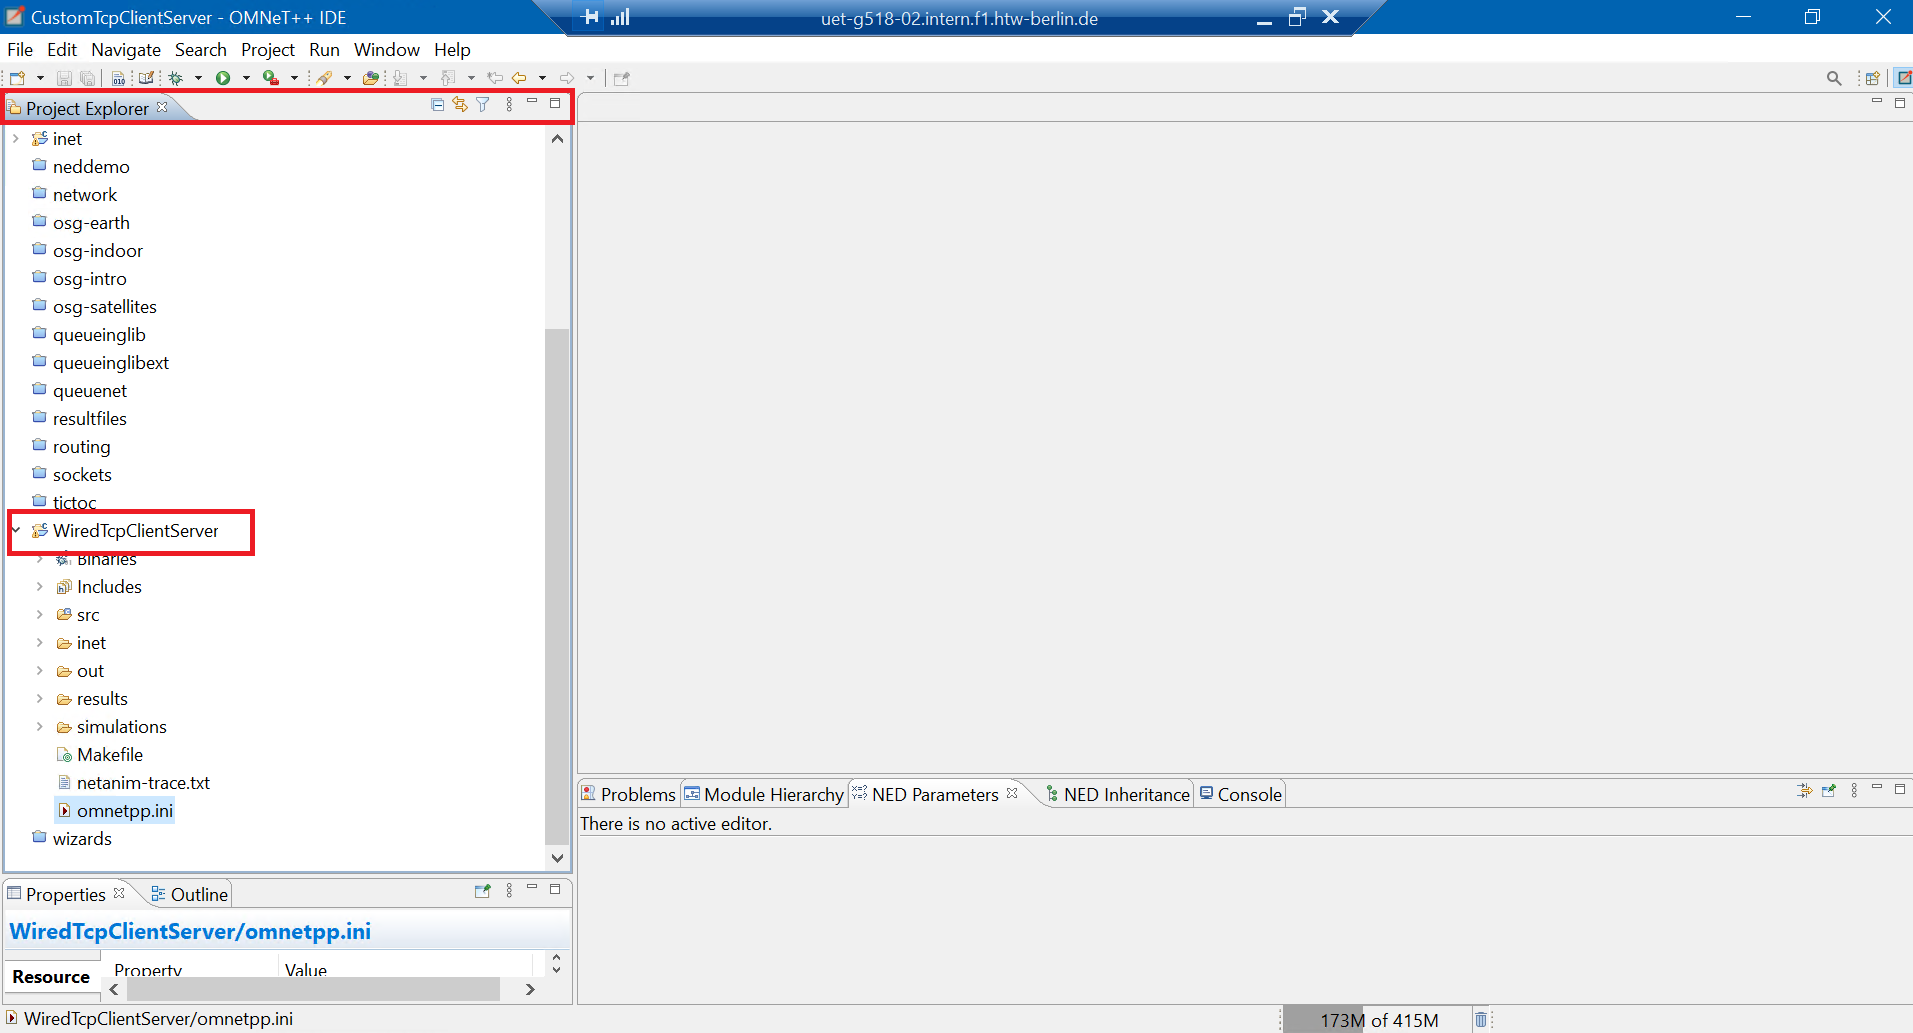 CustomTcpClientServer - OMNeT++ IDE
uet-g518-02.intern.f1.htw-berlin.de
File Edit Navigate Search Project Run Window Help
Project Explorer
inet
neddemo
network
osg-earth
osg-indoor
osg-intro
osg-satellites
queueinglib
queueinglibext
queuenet
resultfiles
routing
sockets
tictoc
WiredTcpClientServer
Binaries
Includes
src
inet
out
results
simulations
Makefile
netanim-trace.txt
omnetpp.ini
wizards
Problems Module Hierarchy NED Parameters NED Inheritance Console
There is no active editor.
Properties Outline
WiredTcpClientServer/omnetpp.ini
Resource Property Value
WiredTcpClientServer/omnetpp.ini
173M of 415M